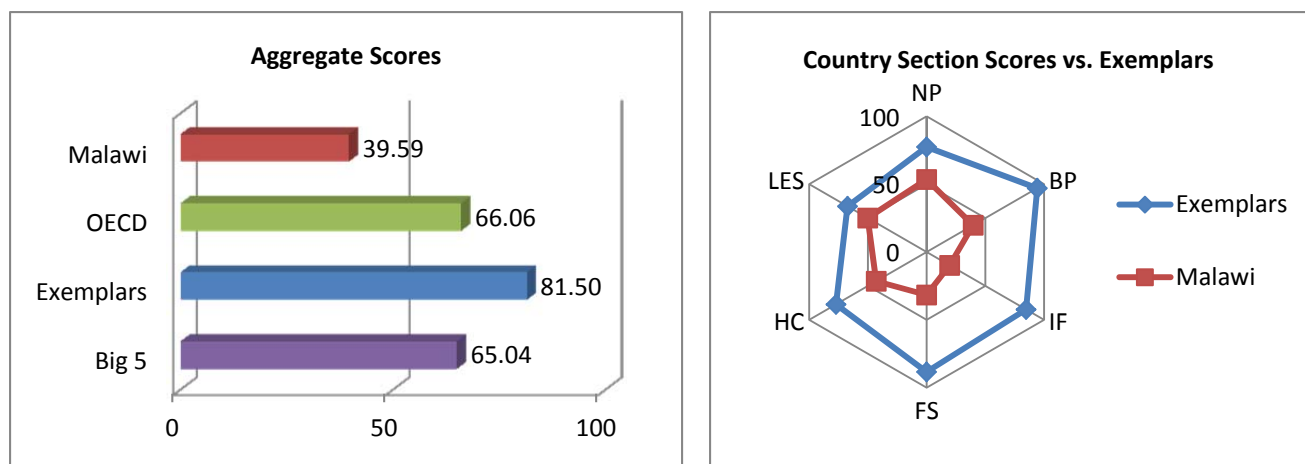 Aggregate Scores
Malawi
39.59
OECD
66.06
Exemplars
81.50
Big 5
65.04
0
50
100
Country Section Scores vs. Exemplars
NP
100
LES
50
BP
0
HC
IF
FS
Exemplars
Malawi